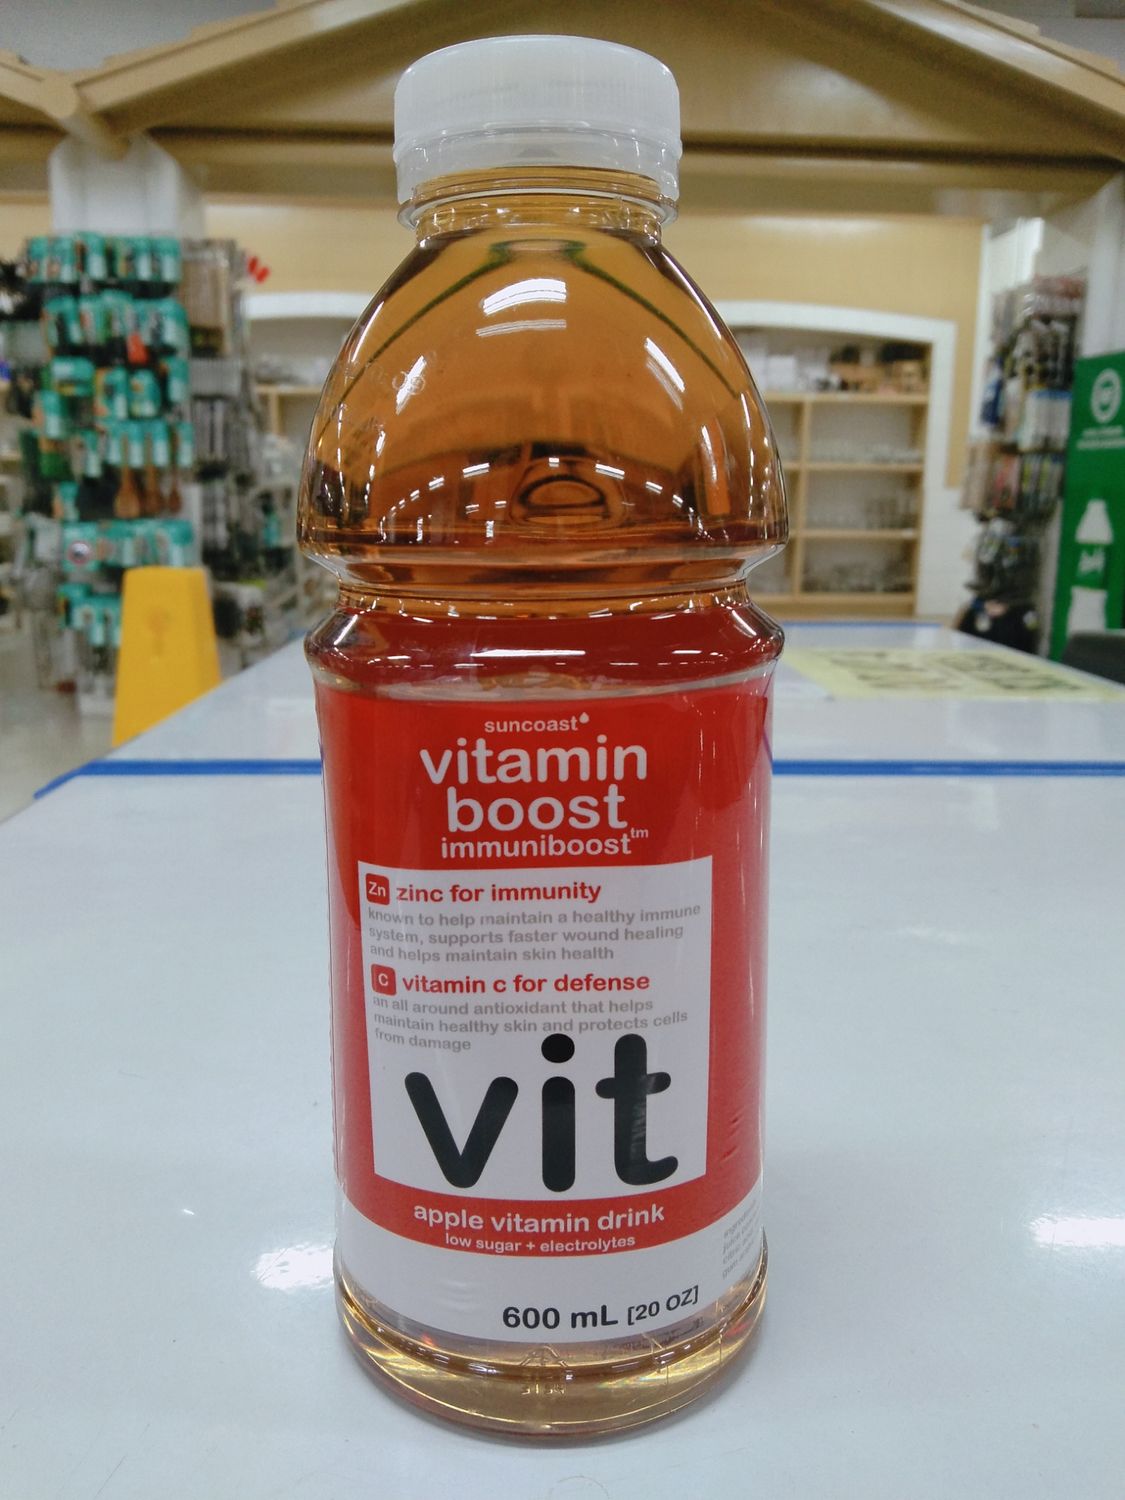 suncoast
vitamin
boost
immuniboost™
Zn zinc for immunity
known to help maintain a healthy immune
system, supports faster wound healing
and helps maintain skin health
C vitamin c for defense
an all around antioxidant that helps
maintain healthy skin and protects cells
from damage
vit
apple vitamin drink
low sugar + electrolytes
600 mL [20 OZ]